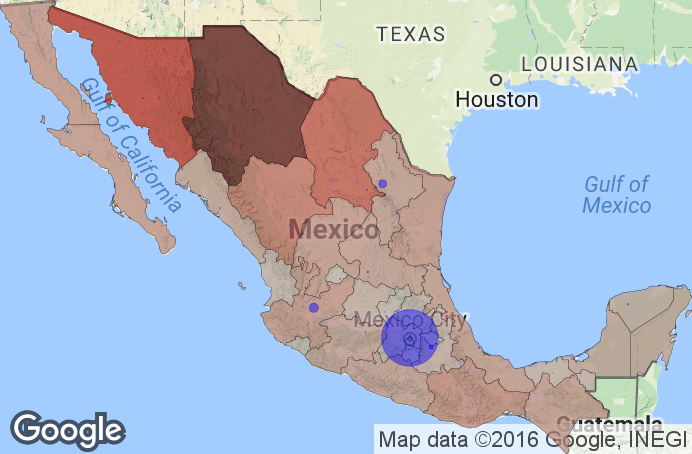 TEXAS
LOUISIANA
Houston
Gulf of California
Gulf of
Mexico
Mexico
Mexico City
Guatemala
Google
Map data ©2016 Google, INEGI